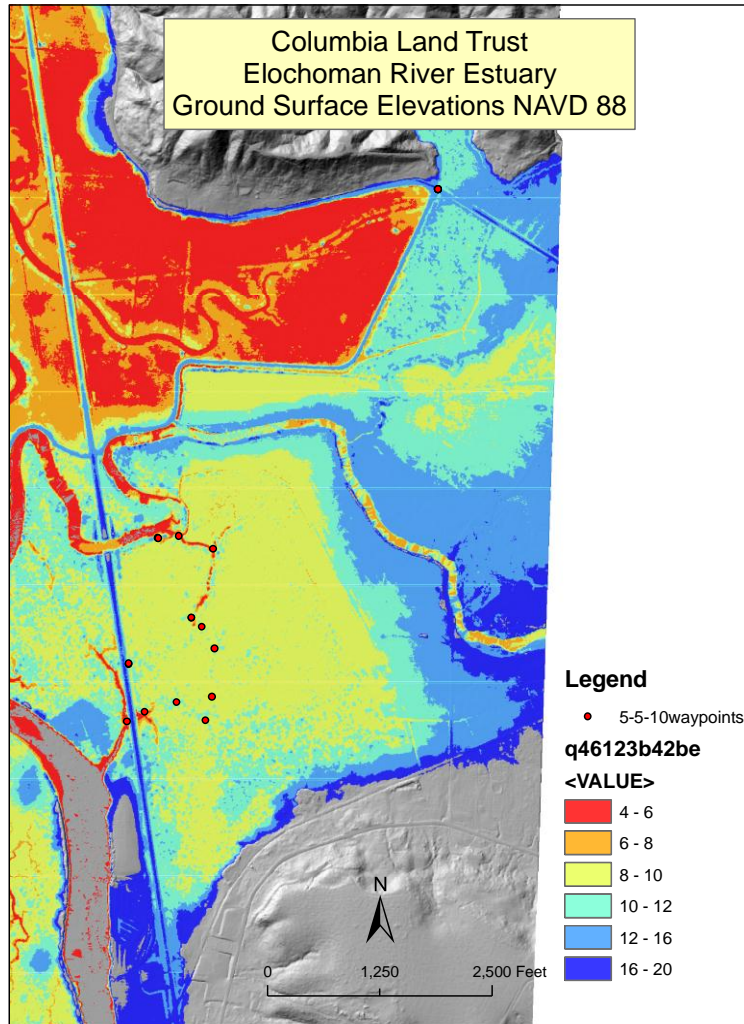 Columbia Land Trust
Elochoman River Estuary
Ground Surface Elevations NAVD 88
Legend
5-5-10waypoints
q46123b42be
<VALUE>
4 - 6
6 - 8
8 - 10
10 - 12
12 - 16
16 - 20
N
0 1,250 2,500 Feet